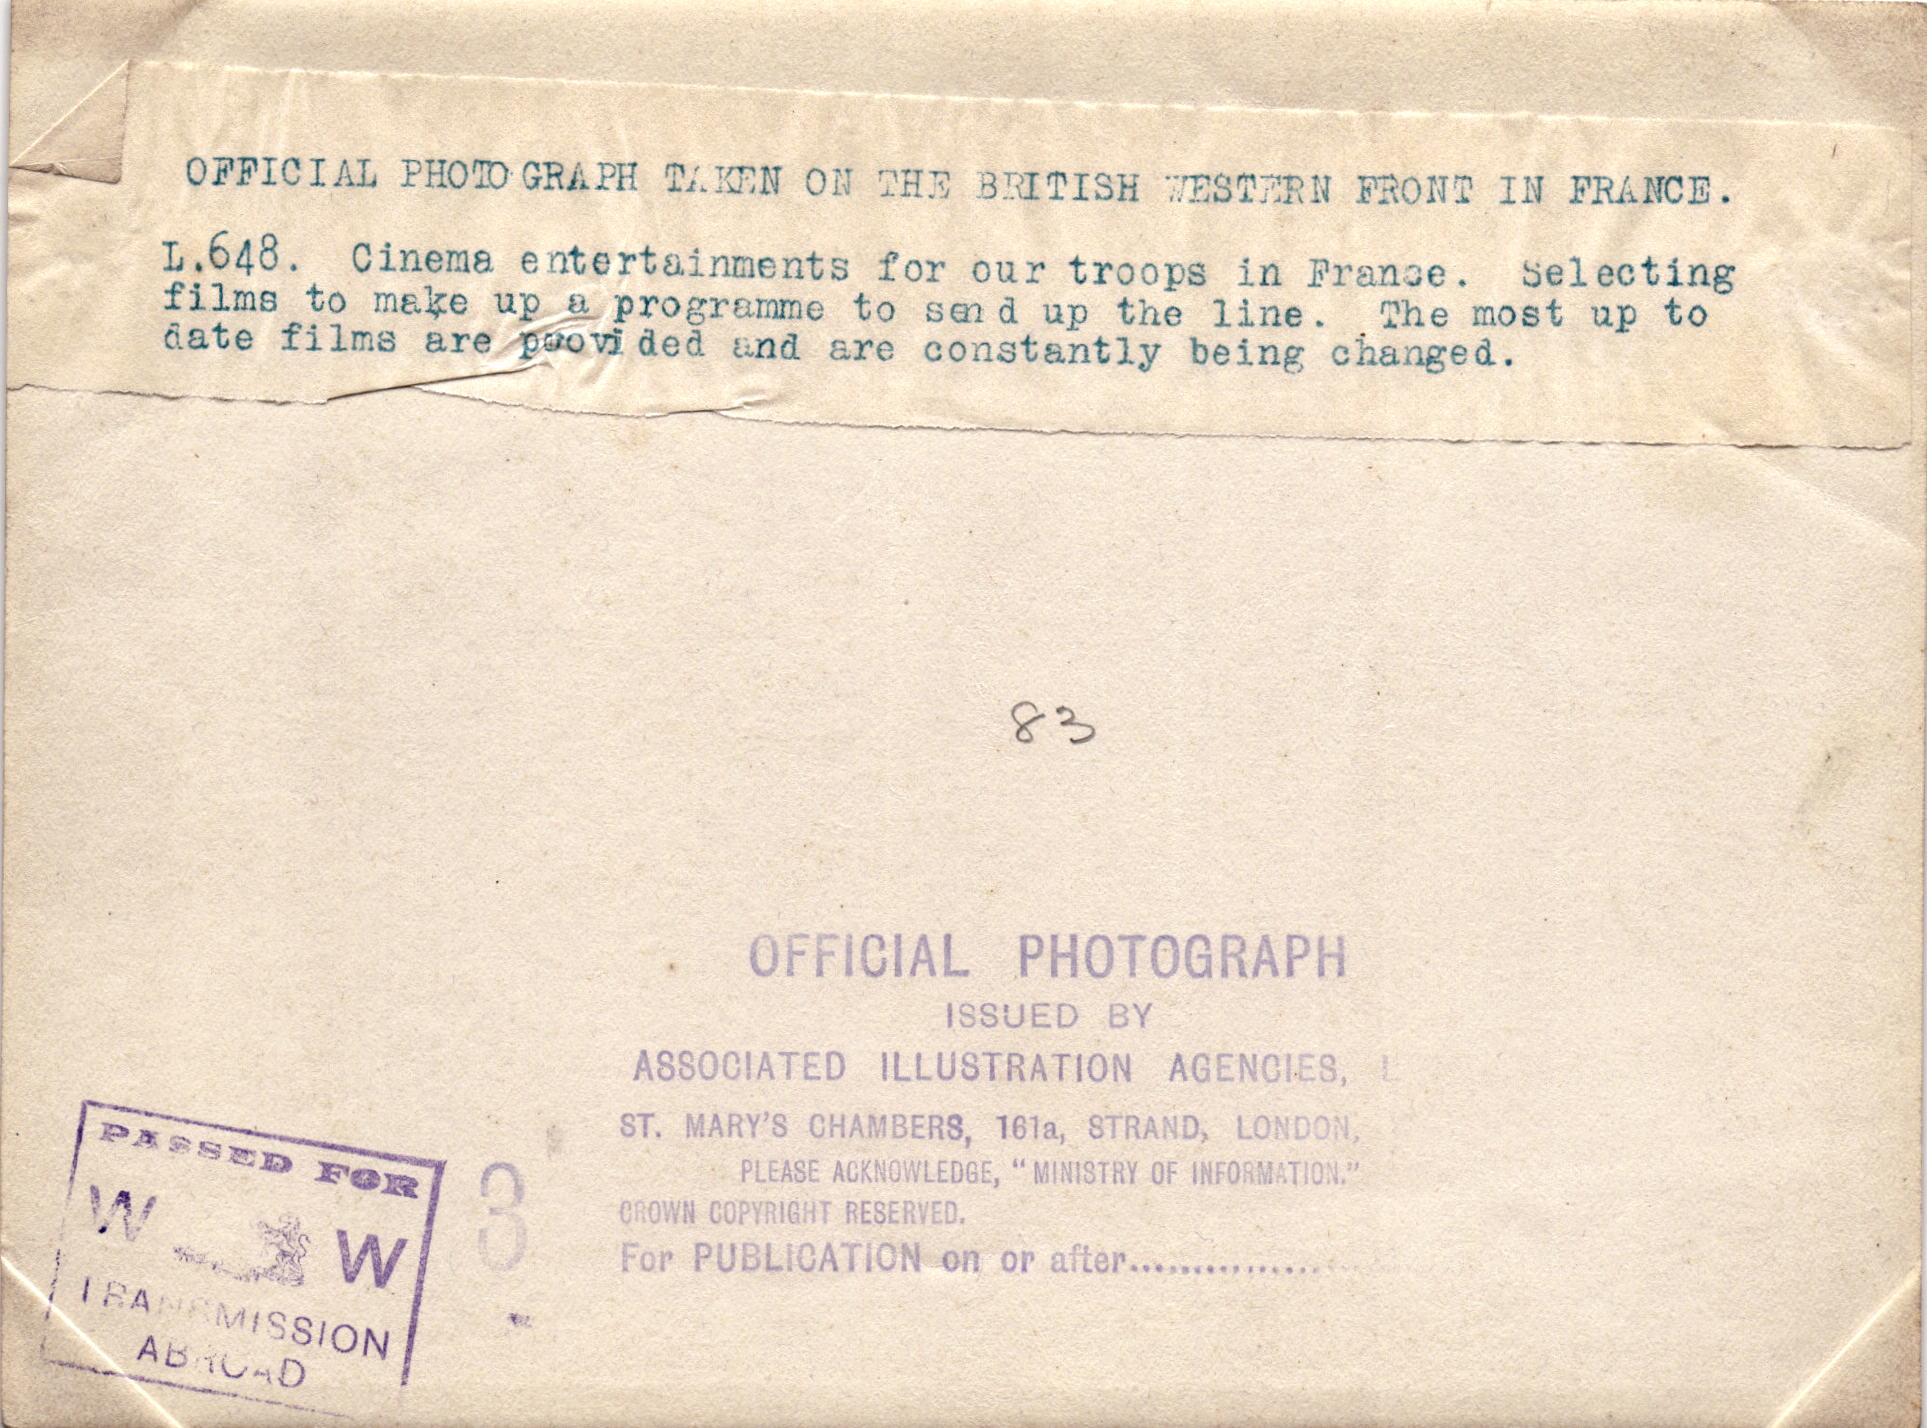 OFFICIAL PHOTOGRAPH TAKEN ON THE BRITISH WESTERN FRONT IN FRANCE.
L.648. Cinema entertainments for our troops in France. Selecting
films to make up a programme to send up the line. The most up to
date films are poovided and are constantly being changed.
83
OFFICIAL PHOTOGRAPH
ISSUED BY
ASSOCIATED ILLUSTRATION AGENCIES, L
ST. MARY'S CHAMBERS, 161a, STRAND, LONDON,
PLEASE ACKNOWLEDGE, "MINISTRY OF INFORMATION."
CROWN COPYRIGHT RESERVED.
For PUBLICATION on or after................
PASSED FOR
W W
TRANSMISSION
ABROAD
3